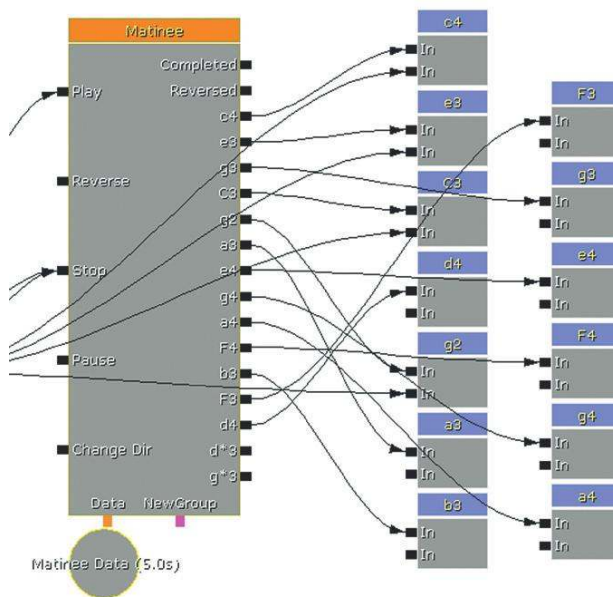 Matinee
Completed
Play
Reversed
c4
e3
g3
Reverse
C3
g2
a3
Stop
e4
g4
a4
Pause
F4
b3
F3
d4
Change Dir
d*3
g*3
Data
NewGroup
Matinee Data (5.0s)
c4
In
In
e3
In
In
C3
In
In
d4
In
In
g2
In
In
a3
In
In
b3
In
In
F3
In
In
g3
In
In
e4
In
In
F4
In
In
g4
In
In
a4
In
In